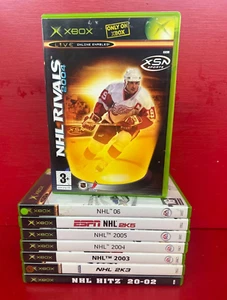 XBOX
ONLY ON XBOX
LIVE ONLINE ENABLED
XSN SPORTS
NHL RIVALS 2004
3+
XBOX NHL 06
XBOX ESPN NHL 2K5
XBOX NHL 2005
XBOX NHL 2004
XBOX NHL 2003
XBOX NHL 2K3
XBOX NHL HITZ 20-02